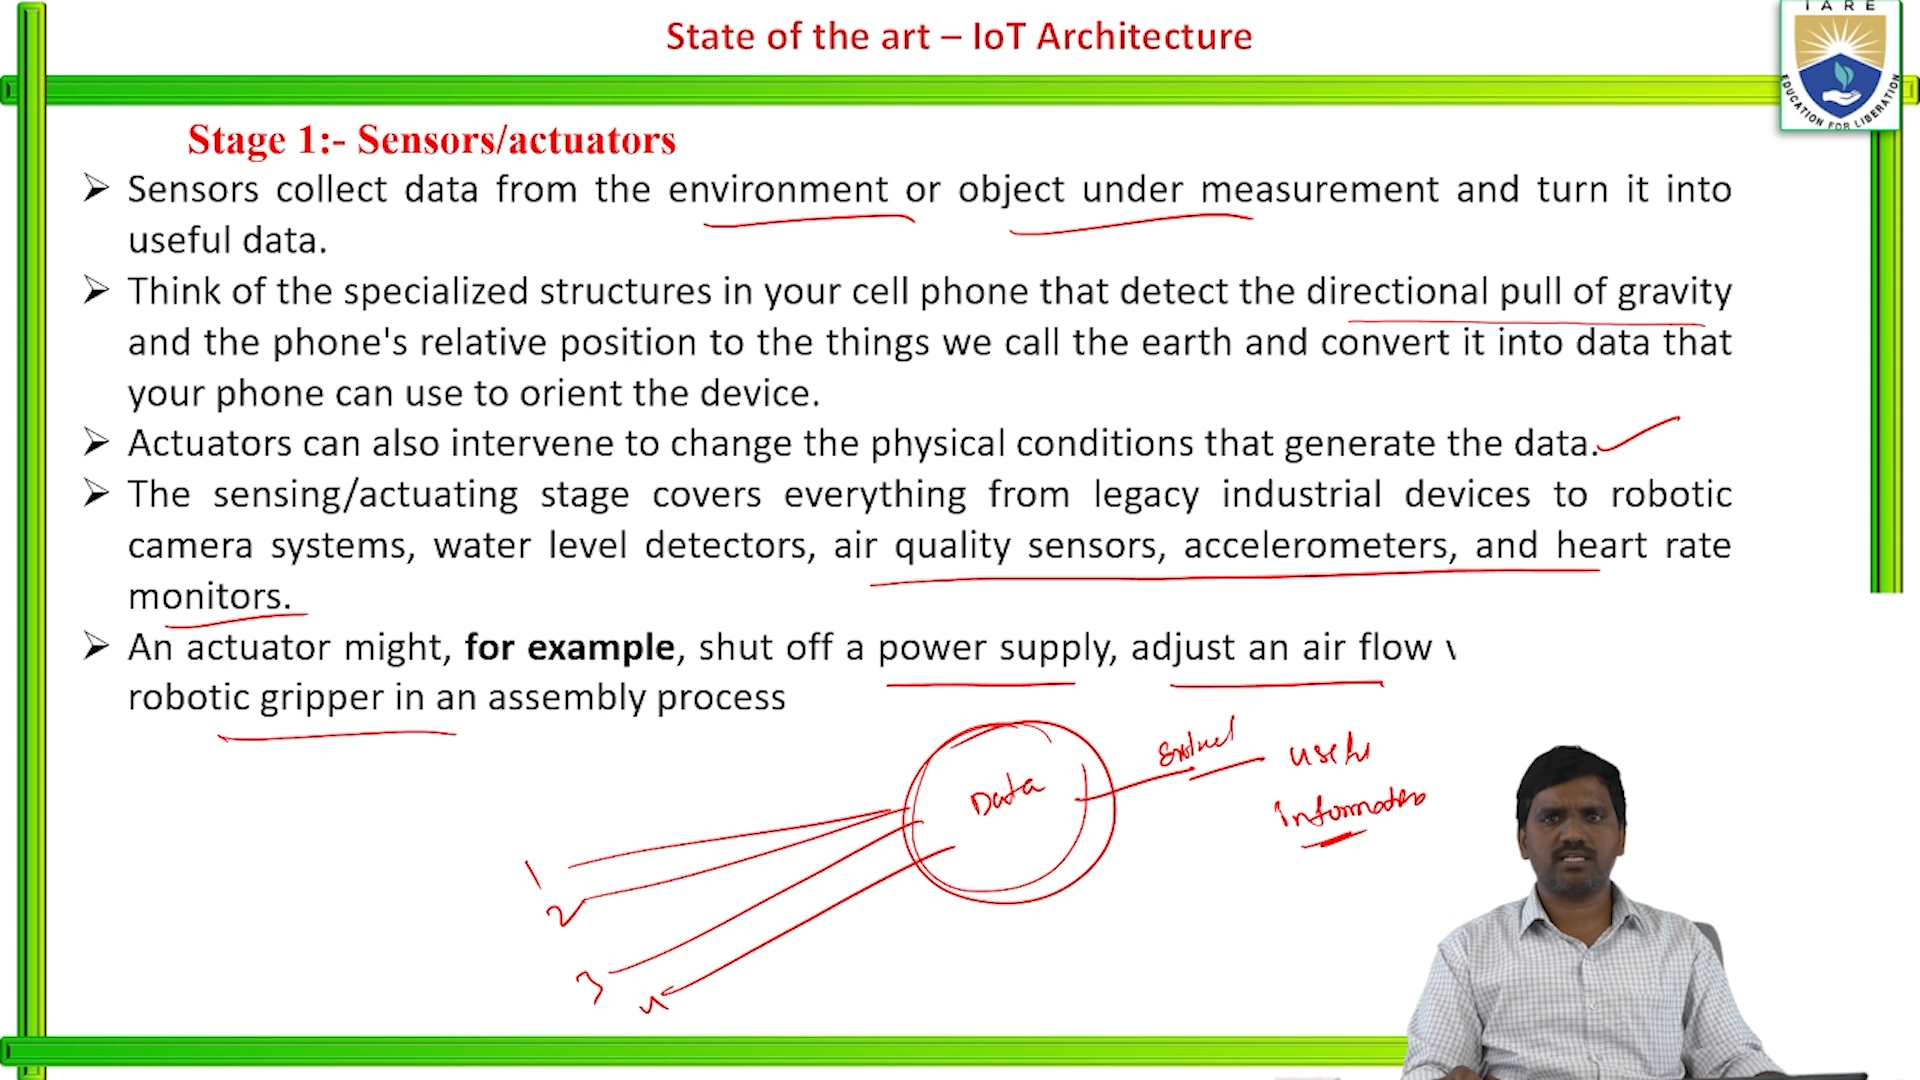 State of the art – IoT Architecture
IARE
EDUCATION FOR LIBERATION
Stage 1:- Sensors/actuators
➢ Sensors collect data from the environment or object under measurement and turn it into
useful data.
➢ Think of the specialized structures in your cell phone that detect the directional pull of gravity
and the phone's relative position to the things we call the earth and convert it into data that
your phone can use to orient the device.
➢ Actuators can also intervene to change the physical conditions that generate the data.
➢ The sensing/actuating stage covers everything from legacy industrial devices to robotic
camera systems, water level detectors, air quality sensors, accelerometers, and heart rate
monitors.
➢ An actuator might, for example, shut off a power supply, adjust an air flow
robotic gripper in an assembly process
Data
1
2
3
4